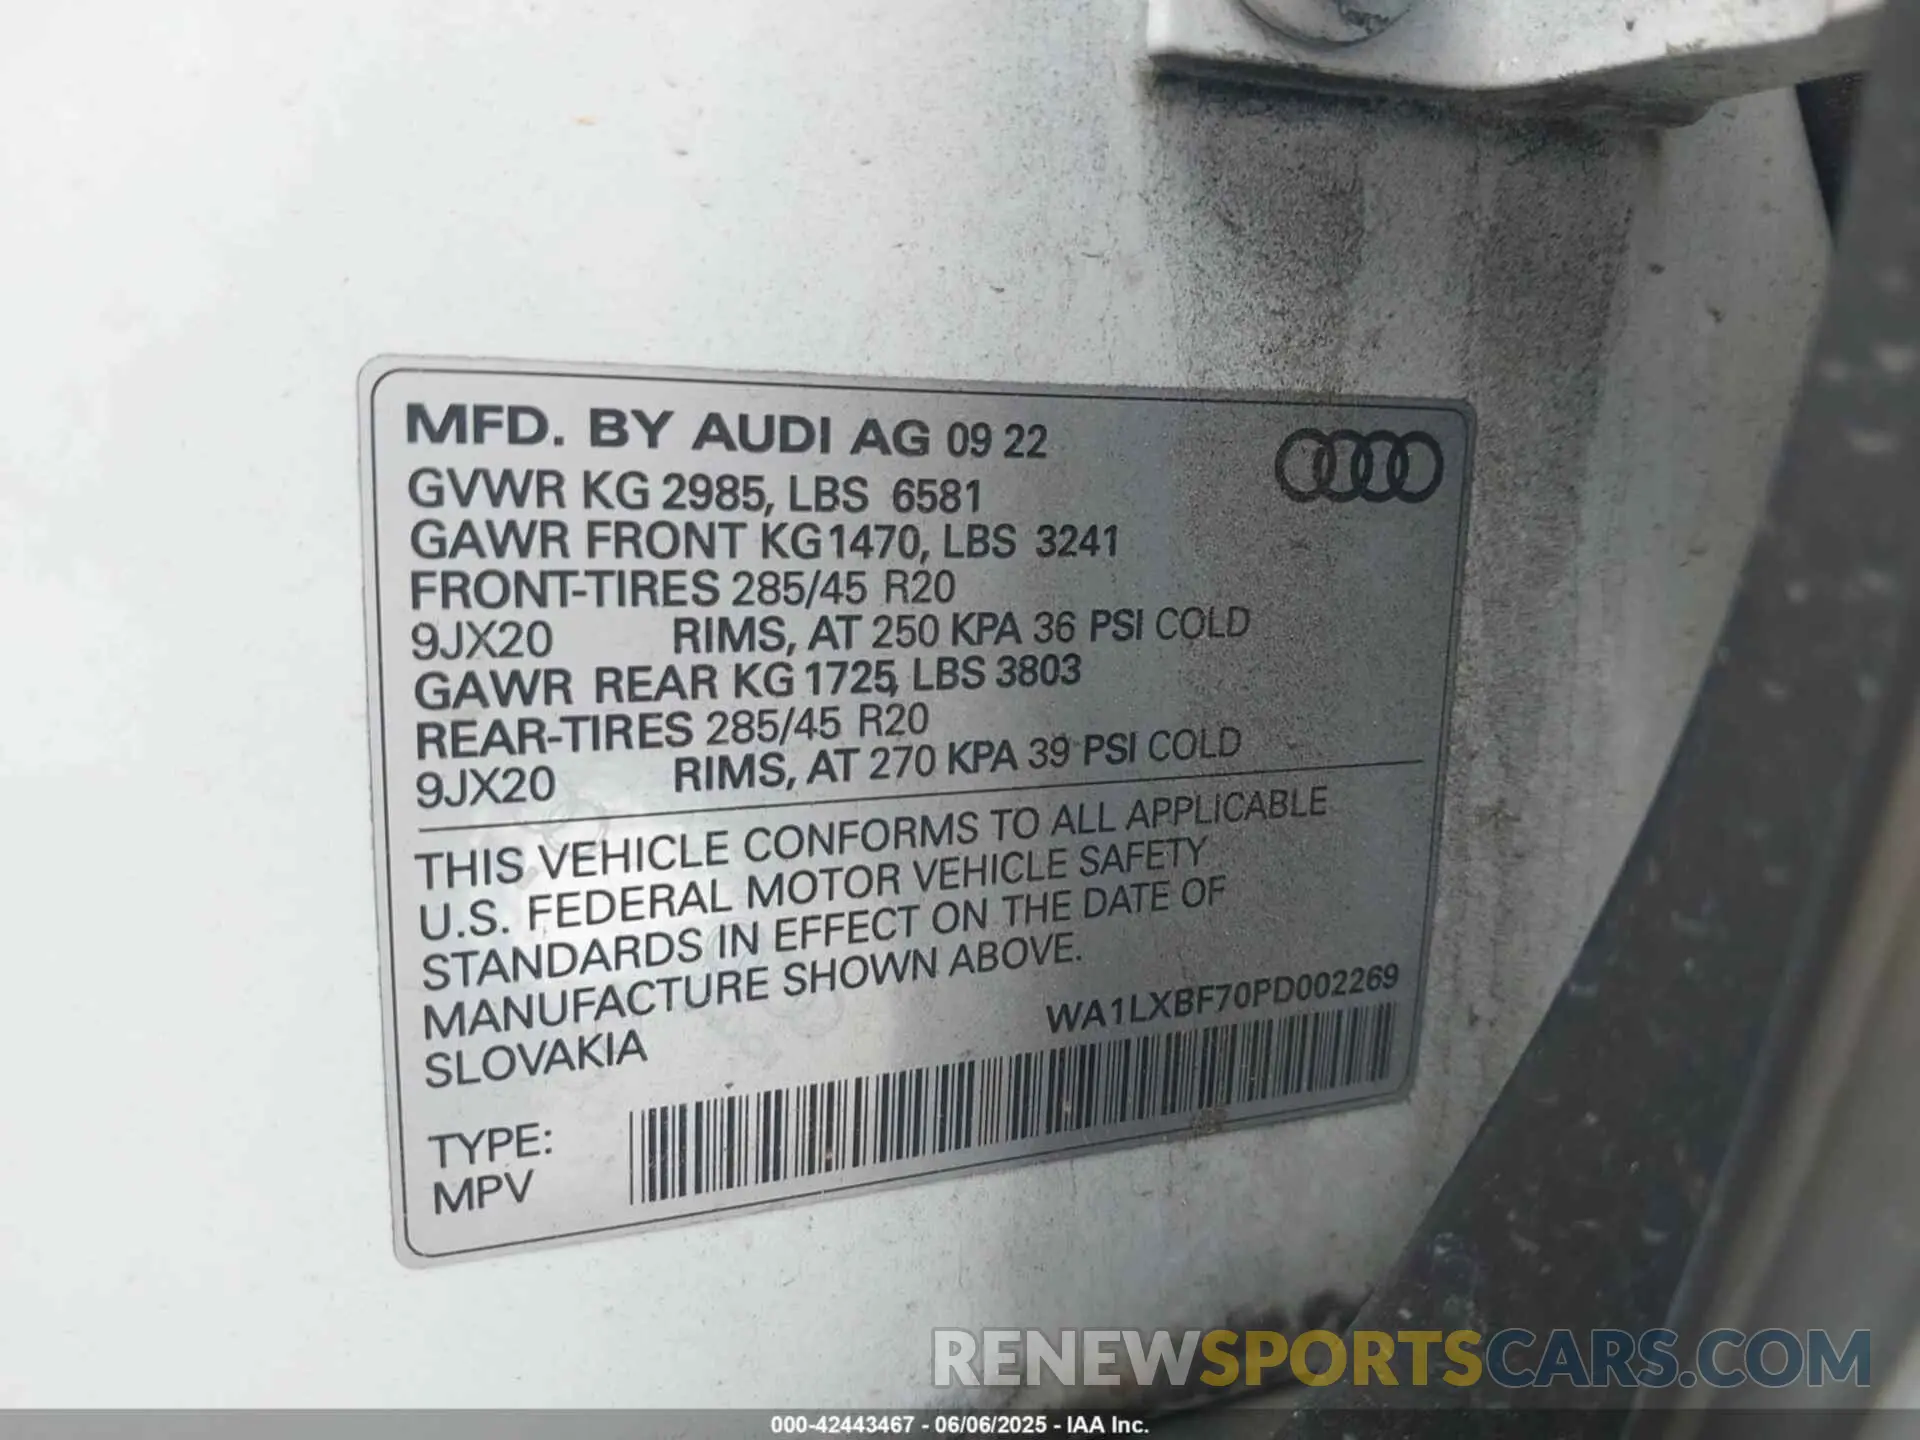 MFD. BY AUDI AG 09 22
GVWR KG 2985, LBS 6581
GAWR FRONT KG 1470, LBS 3241
FRONT-TIRES 285/45 R20
9JX20 RIMS, AT 250 KPA 36 PSI COLD
GAWR REAR KG 1725, LBS 3803
REAR-TIRES 285/45 R20
9JX20 RIMS, AT 270 KPA 39 PSI COLD
THIS VEHICLE CONFORMS TO ALL APPLICABLE
U.S. FEDERAL MOTOR VEHICLE SAFETY
STANDARDS IN EFFECT ON THE DATE OF
MANUFACTURE SHOWN ABOVE.
SLOVAKIA
WA1LXBF70PD002269
TYPE:
MPV
RENEWSPORTSCARS.COM
000-42443467 - 06/06/2025 - IAA Inc.